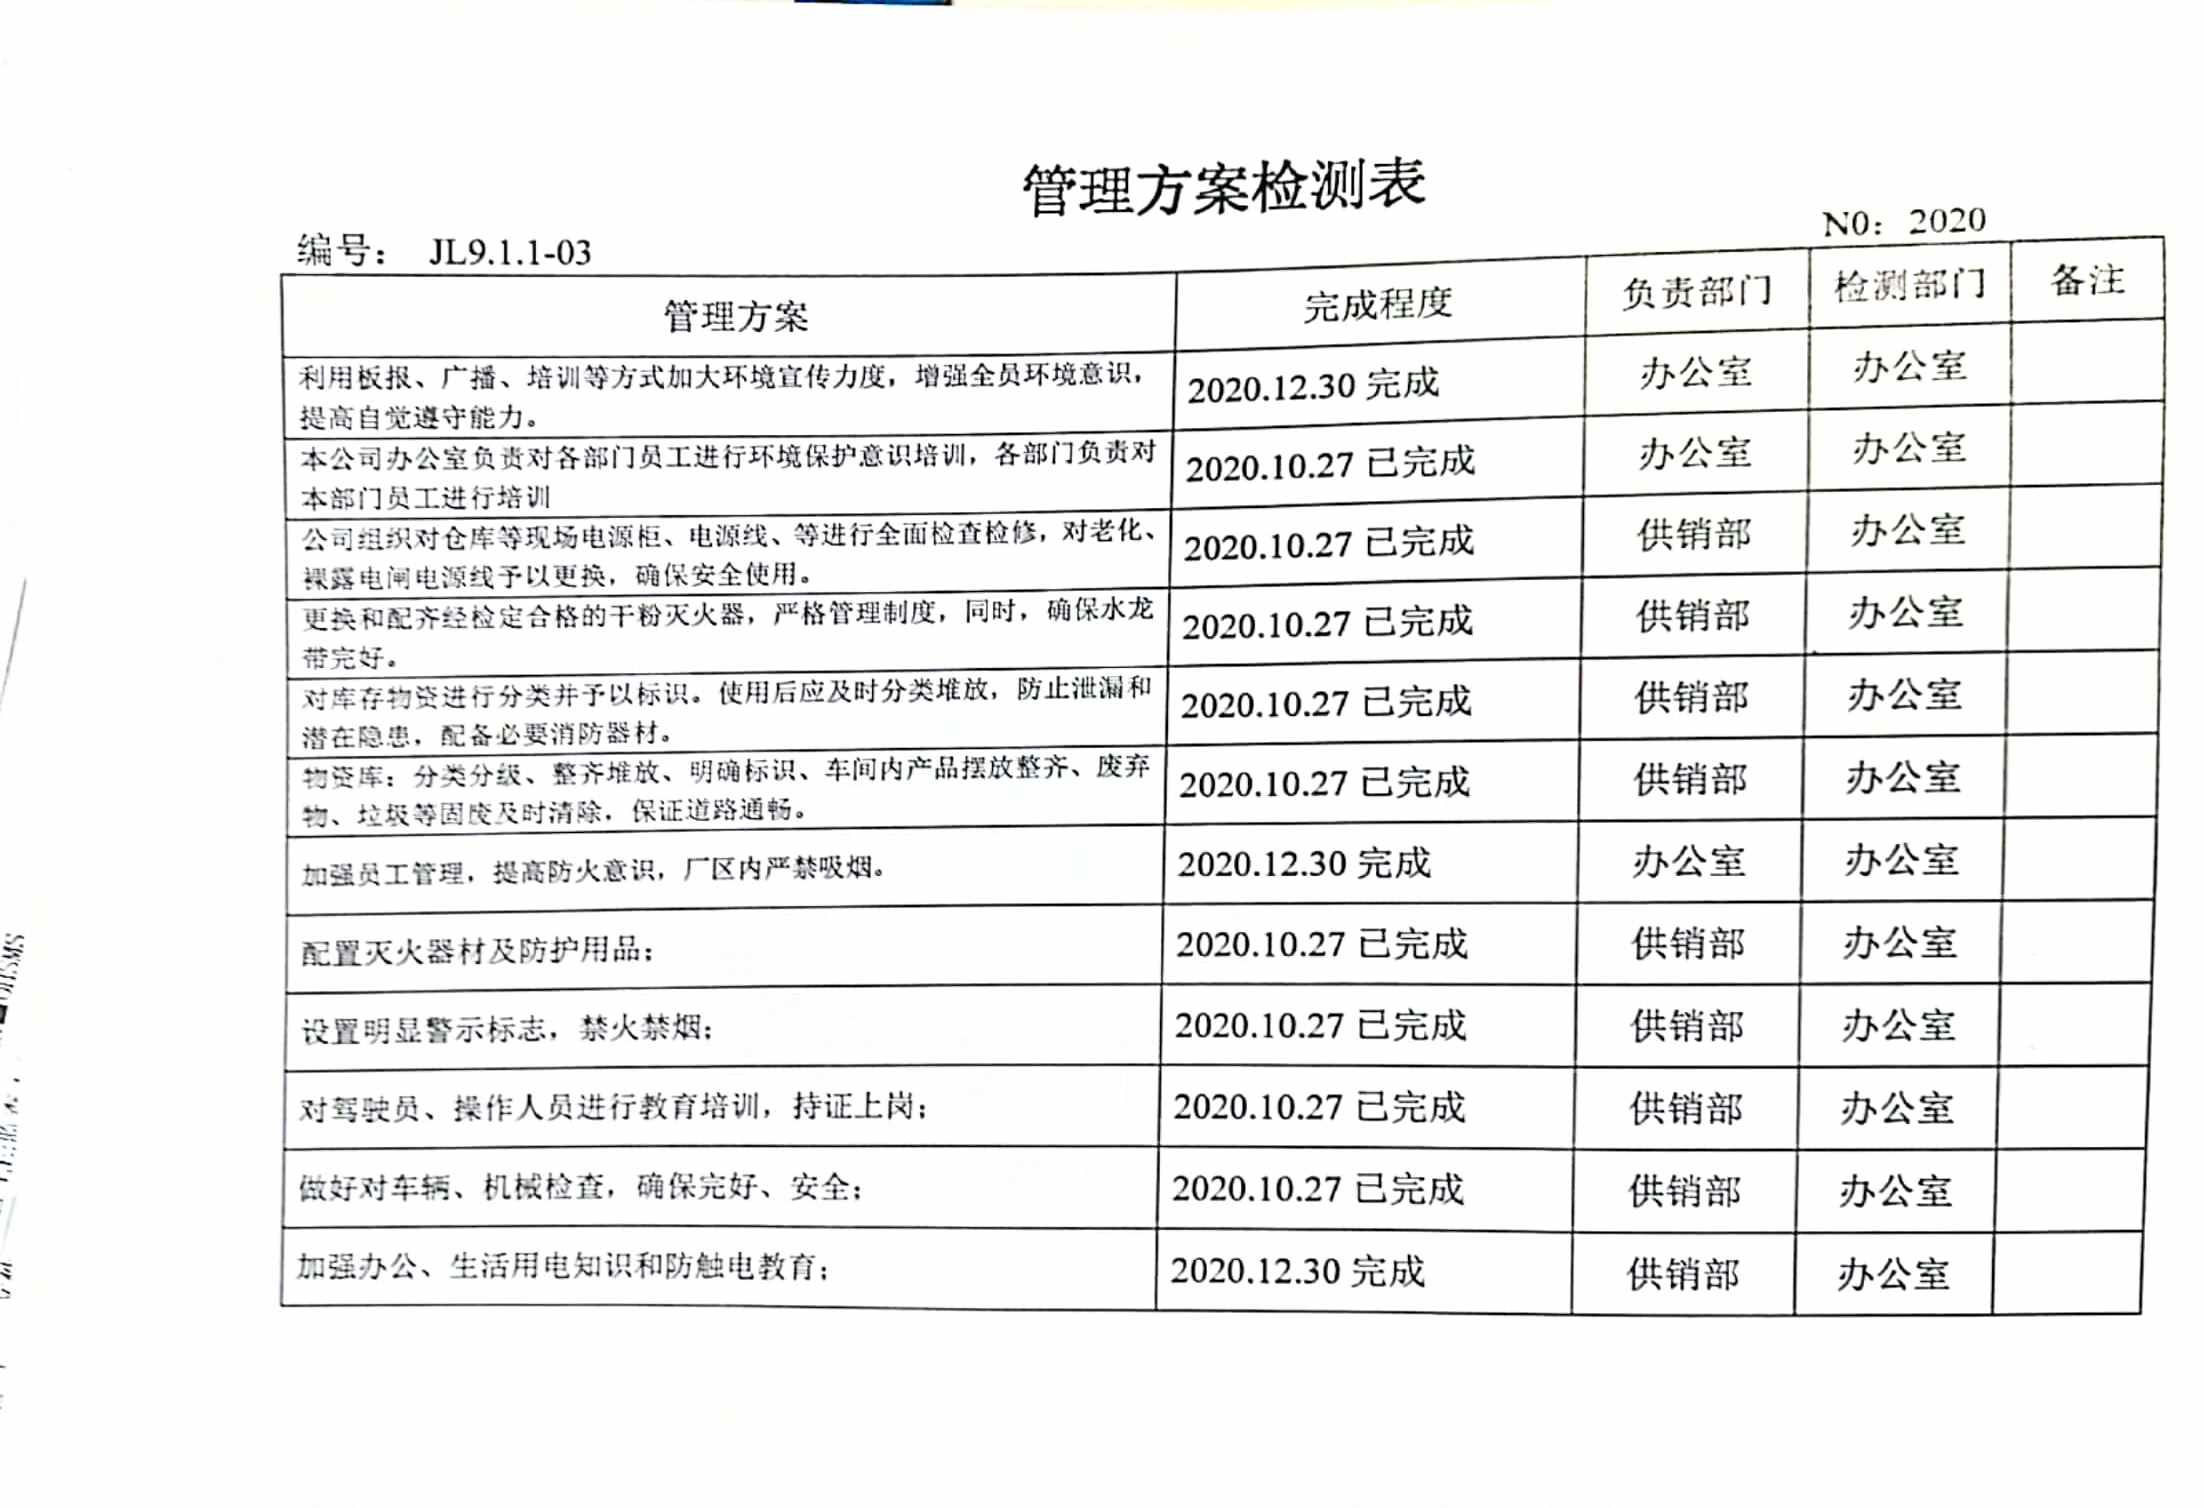 管理方案检测表
编号： JL9.1.1-03
N0：2020
管理方案 完成程度 负责部门 检测部门 备注
利用板报、广播、培训等方式加大环境宣传力度，增强全员环境意识，
提高自觉遵守能力。
2020.12.30 完成 办公室 办公室
本公司办公室负责对各部门员工进行环境保护意识培训，各部门负责对
本部门员工进行培训
2020.10.27 已完成 办公室 办公室
公司组织对仓库等现场电源柜、电源线、等进行全面检查检修，对老化、
裸露电闸电源线予以更换，确保安全使用。
2020.10.27 已完成 供销部 办公室
更换和配齐经检定合格的干粉灭火器，严格管理制度，同时，确保水龙
带完好。
2020.10.27 已完成 供销部 办公室
对库存物资进行分类并予以标识。使用后应及时分类堆放，防止泄漏和
潜在隐患，配备必要消防器材。
2020.10.27 已完成 供销部 办公室
物资库：分类分级、整齐堆放、明确标识、车间内产品摆放整齐、废弃
物、垃圾等固废及时清除，保证道路通畅。
2020.10.27 已完成 供销部 办公室
加强员工管理，提高防火意识，厂区内严禁吸烟。 2020.12.30 完成 办公室 办公室
配置灭火器材及防护用品； 2020.10.27 已完成 供销部 办公室
设置明显警示标志，禁火禁烟； 2020.10.27 已完成 供销部 办公室
对驾驶员、操作人员进行教育培训，持证上岗； 2020.10.27 已完成 供销部 办公室
做好对车辆、机械检查，确保完好、安全； 2020.10.27 已完成 供销部 办公室
加强办公、生活用电知识和防触电教育； 2020.12.30 完成 供销部 办公室